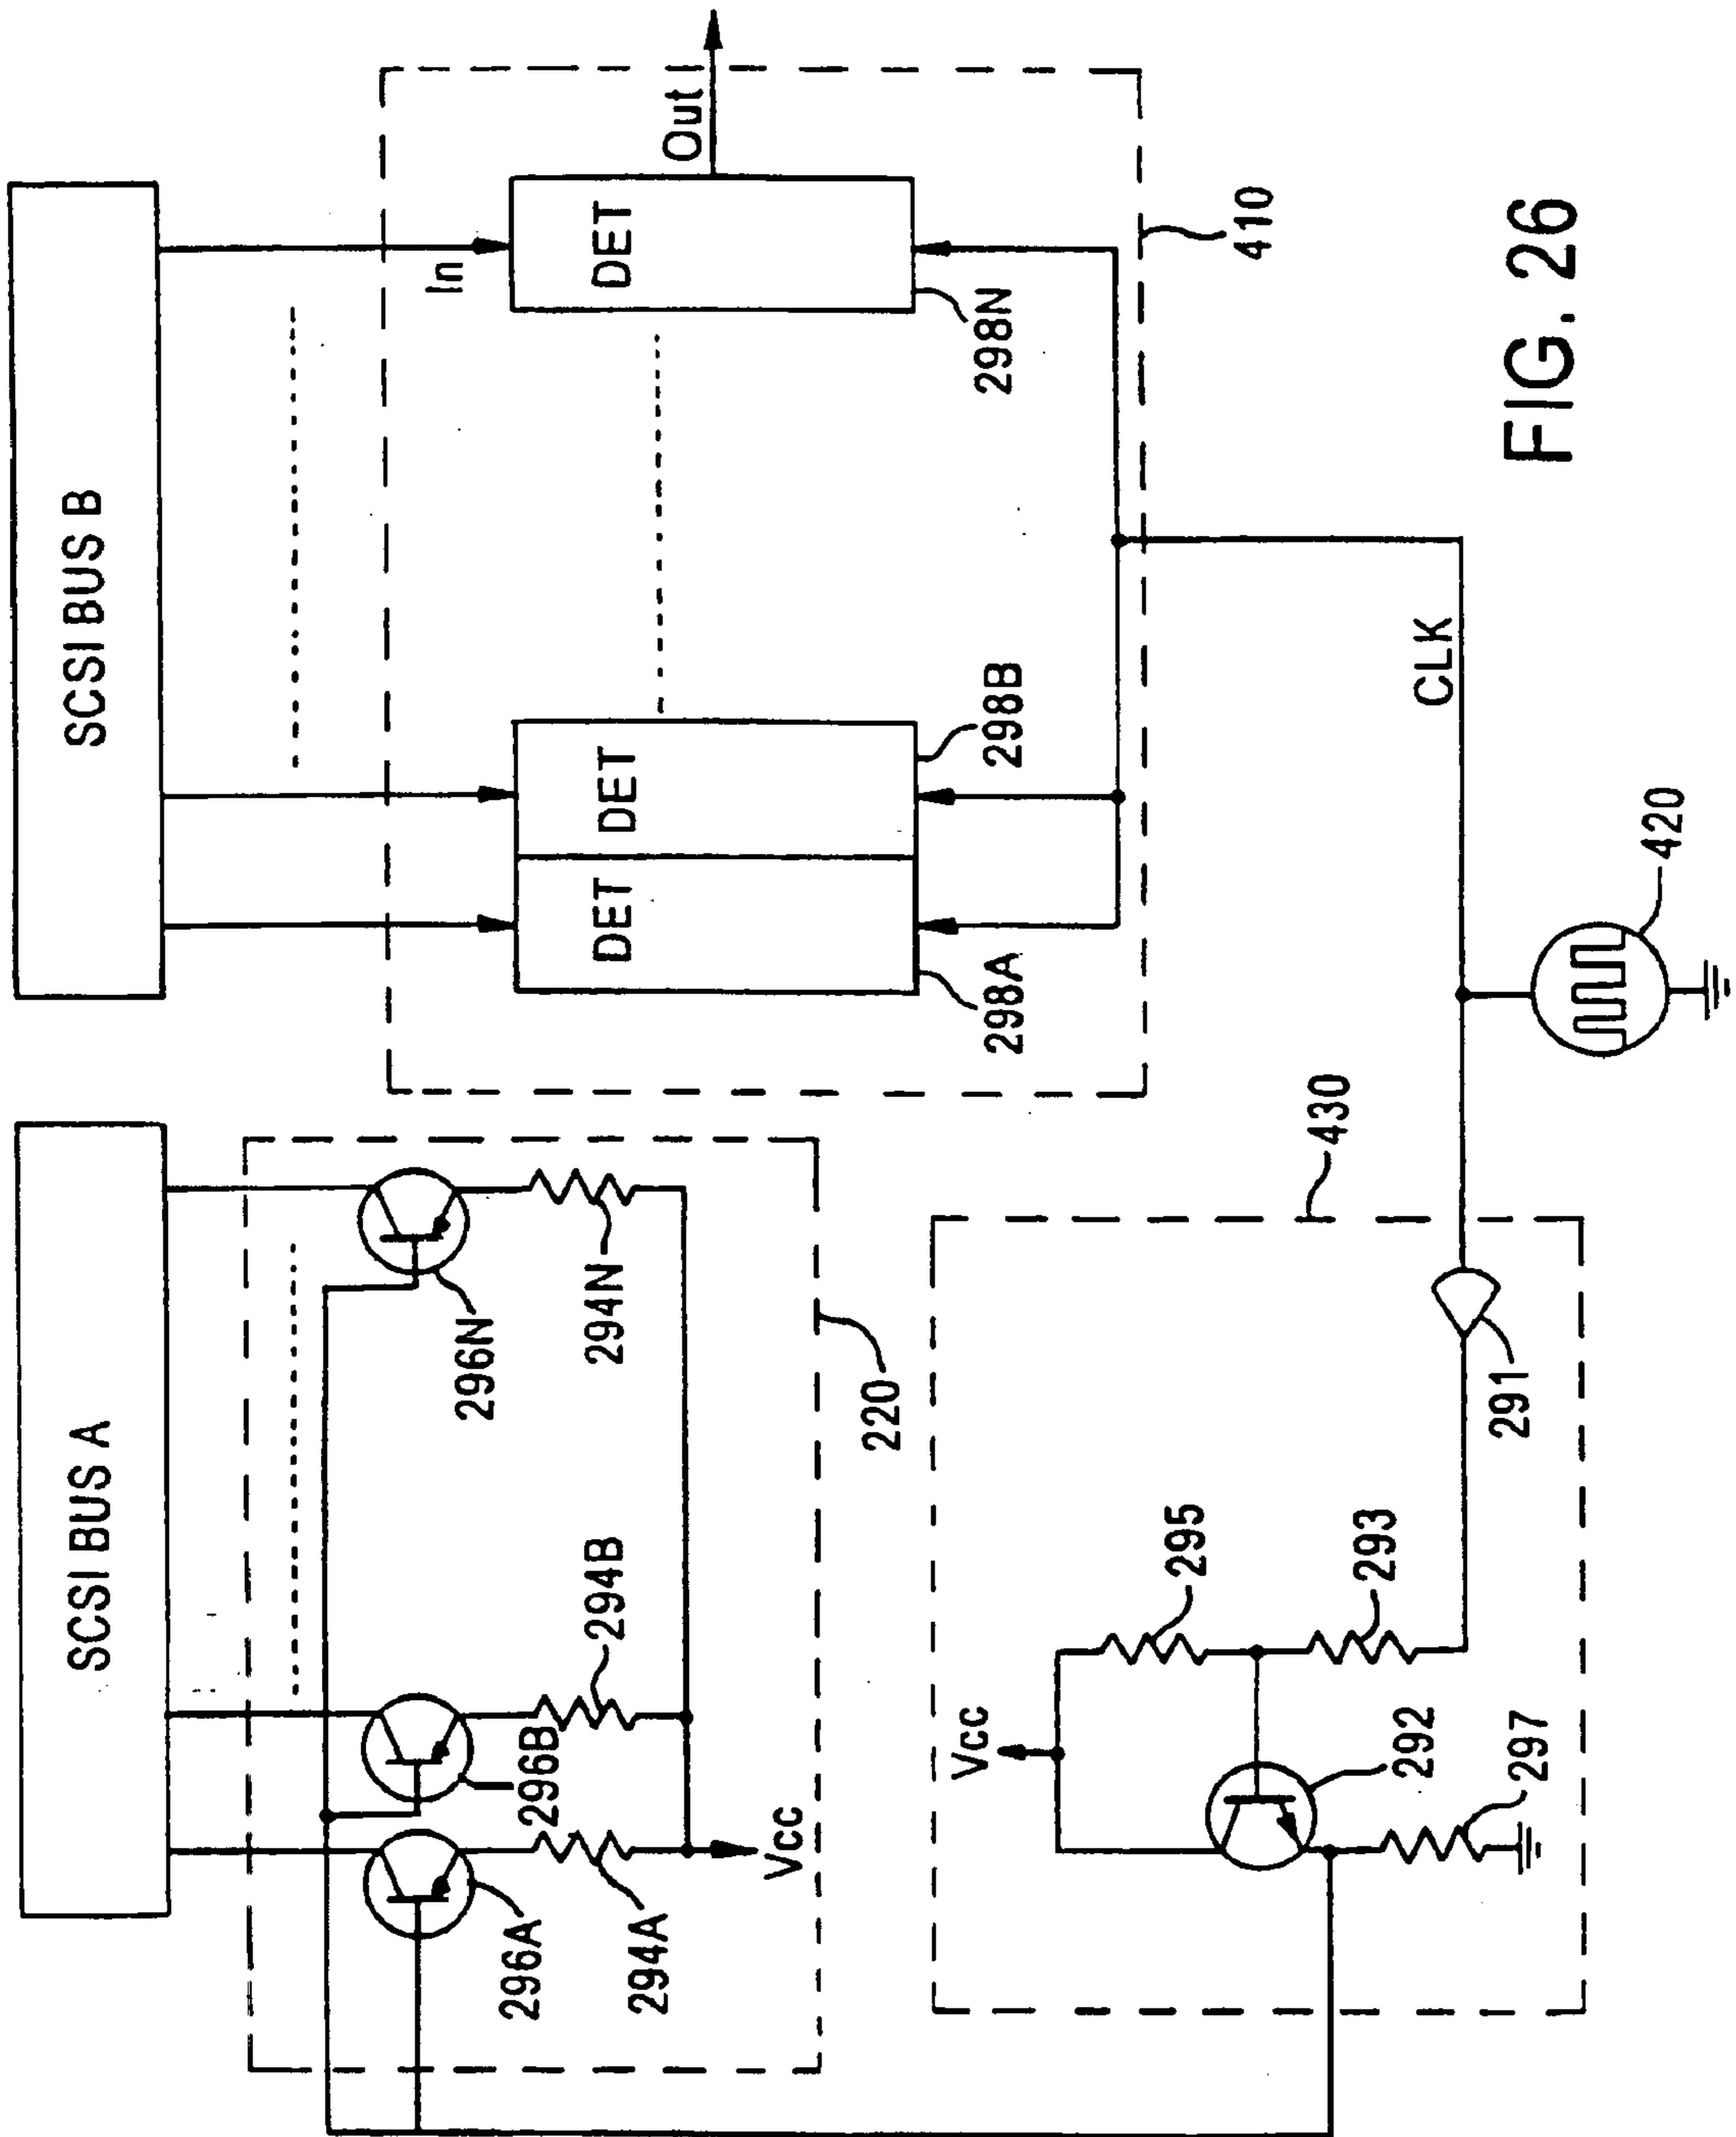 SCSI BUS A
SCSI BUS B
296A
296B
296N
294A
294B
294N
Vcc
220
In
Out
DET
DET
DET
298A
298B
298N
410
Vcc
295
293
292
297
291
430
CLK
420
FIG. 26